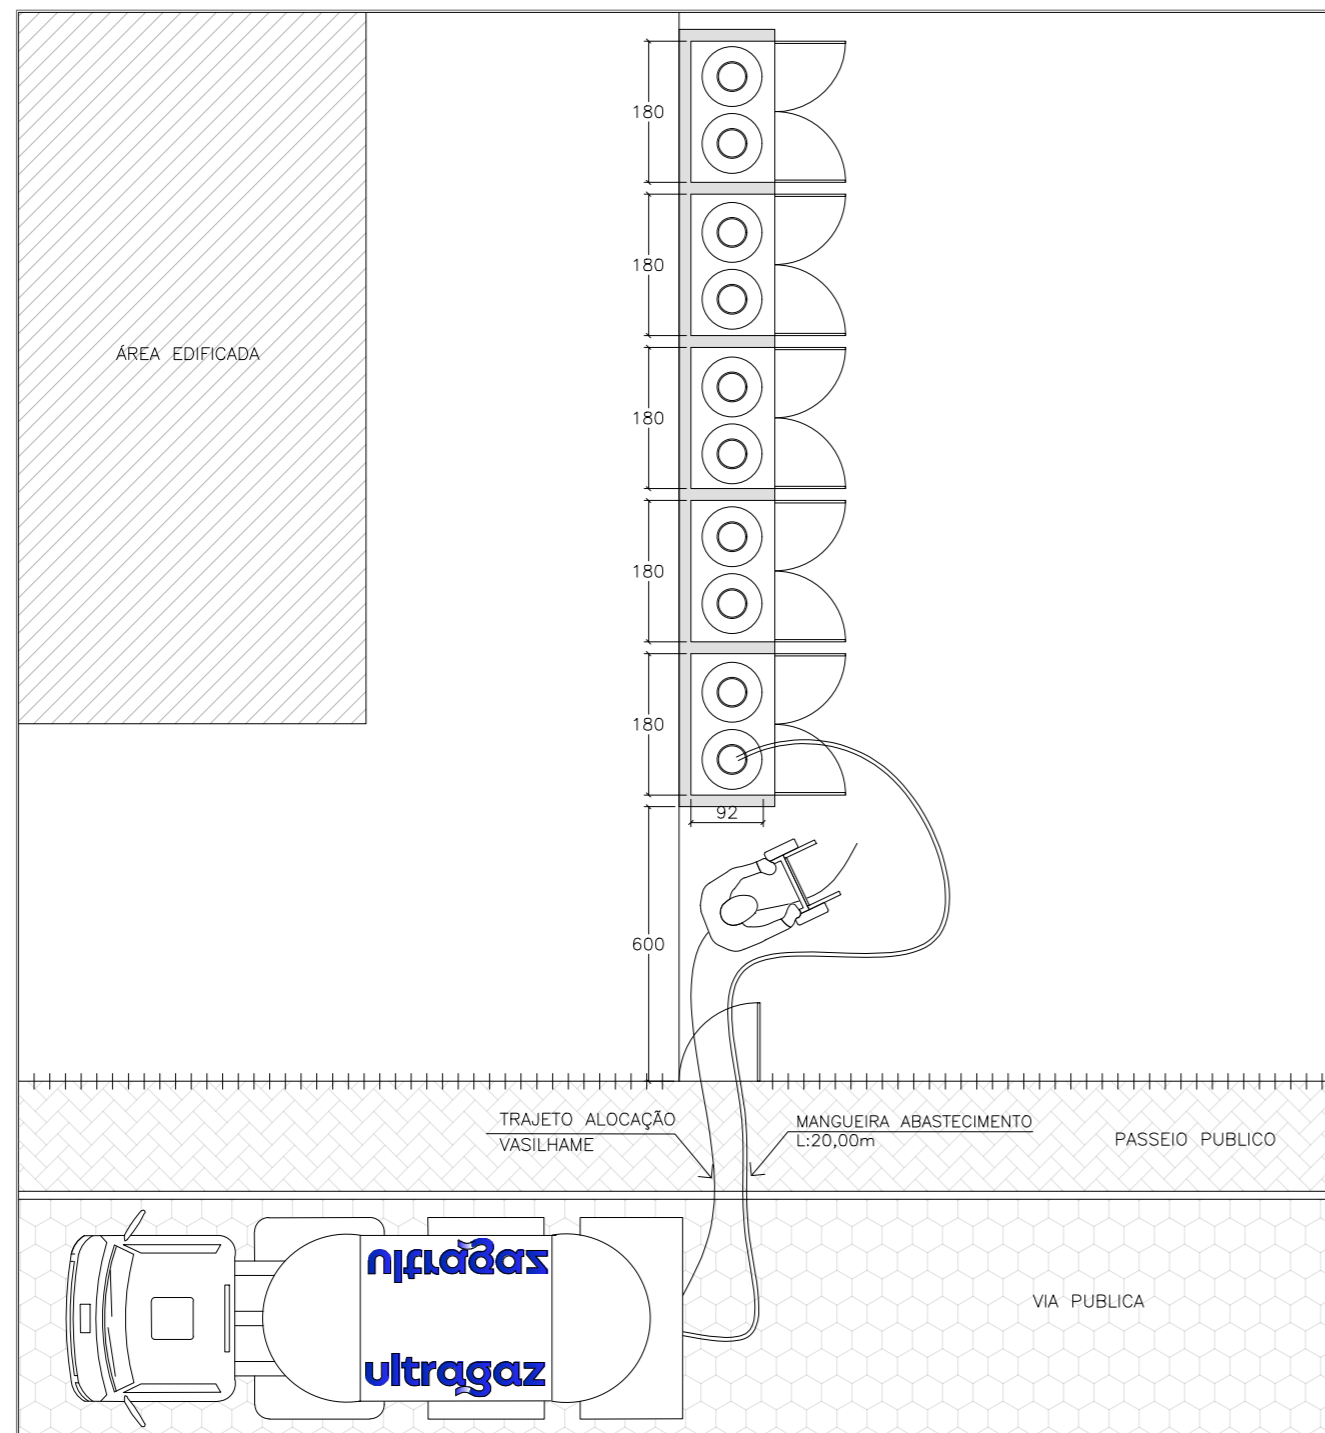 180
180
ÁREA EDIFICADA
180
180
180
92
600
TRAJETO ALOCAÇÃO
VASILHAME
MANGUEIRA ABASTECIMENTO
L:20,00m
PASSEIO PUBLICO
ultragaz
VIA PUBLICA
ultragaz